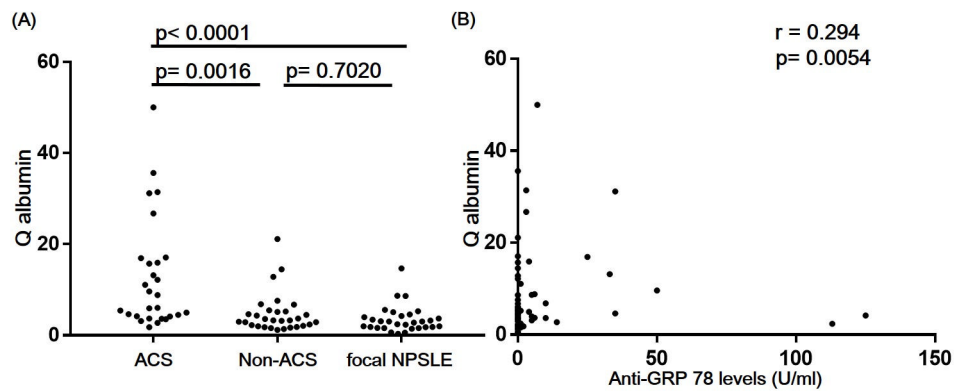 (A)
p< 0.0001
p= 0.0016 p= 0.7020
60
40
20
0
Q albumin
ACS Non-ACS focal NPSLE
(B)
r = 0.294
p= 0.0054
60
40
20
0
Q albumin
0 50 100 150
Anti-GRP 78 levels (U/ml)